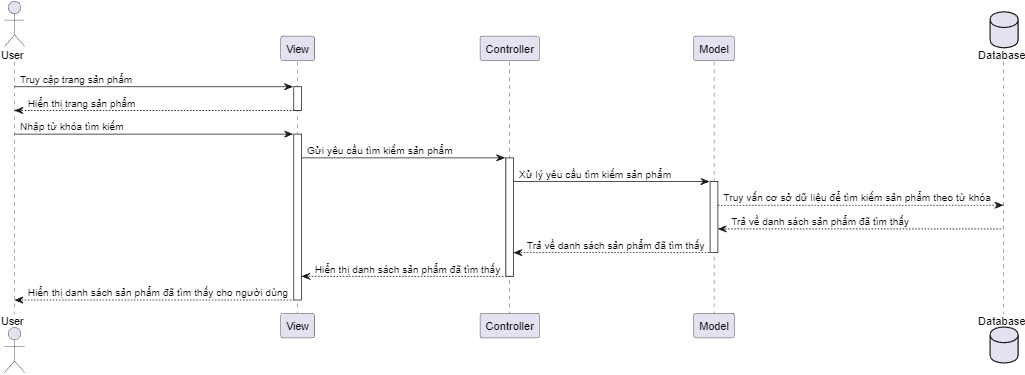 User
View
Controller
Model
Database
Truy cập trang sản phẩm
Hiển thị trang sản phẩm
Nhập từ khóa tìm kiếm
Gửi yêu cầu tìm kiếm sản phẩm
Xử lý yêu cầu tìm kiếm sản phẩm
Truy vấn cơ sở dữ liệu để tìm kiếm sản phẩm theo từ khóa
Trả về danh sách sản phẩm đã tìm thấy
Trả về danh sách sản phẩm đã tìm thấy
Hiển thị danh sách sản phẩm đã tìm thấy
Hiển thị danh sách sản phẩm đã tìm thấy cho người dùng
User
View
Controller
Model
Database